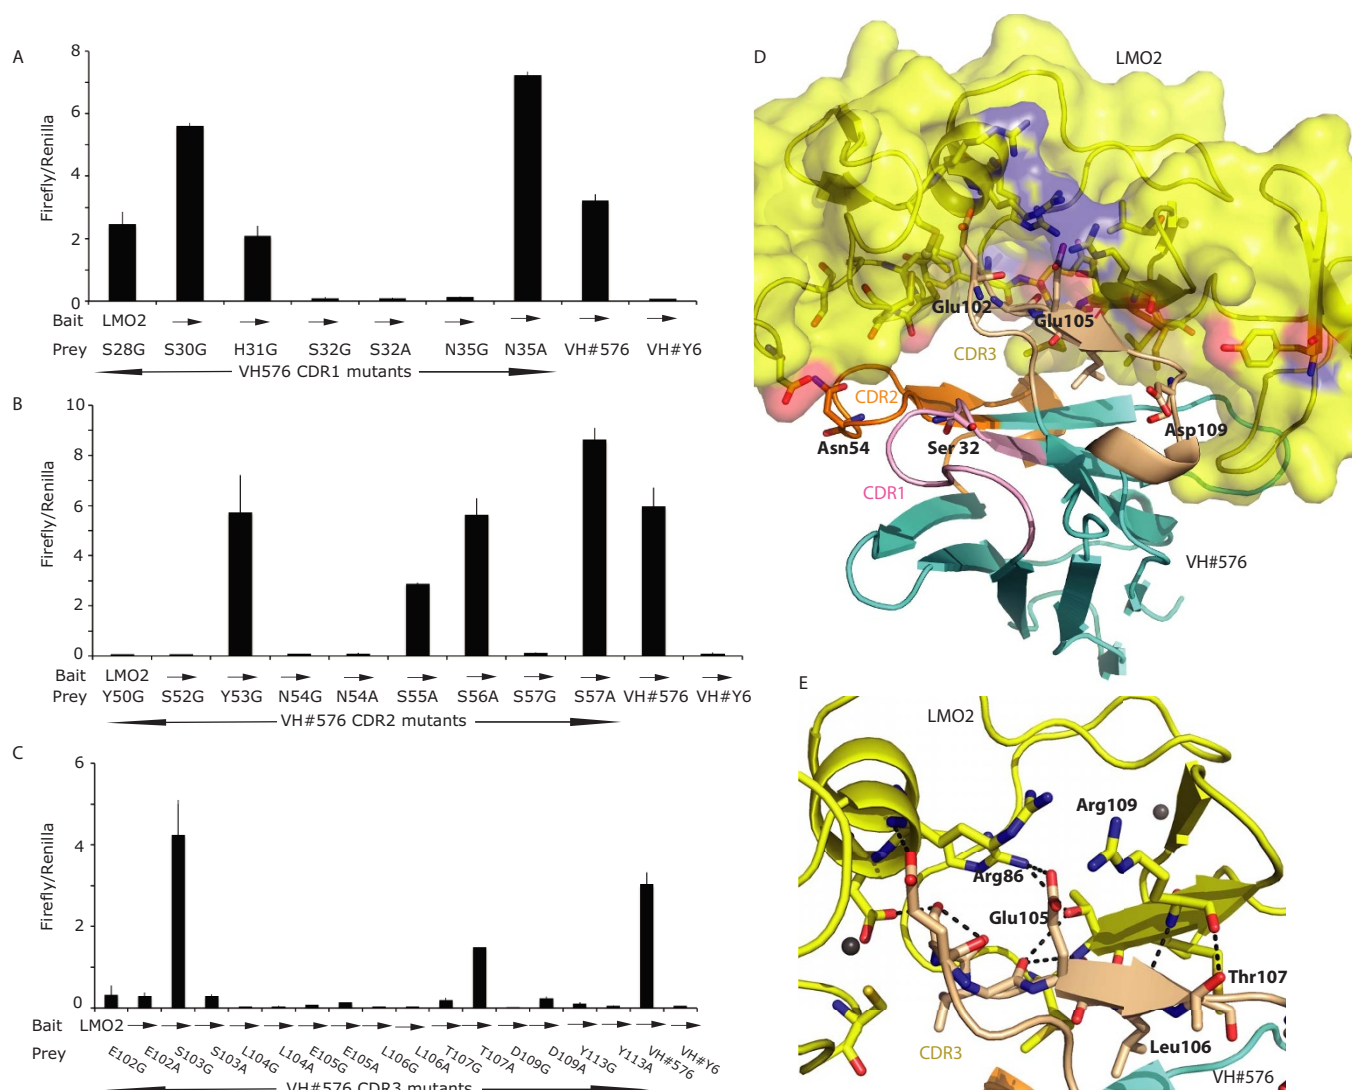 A
8
6
4
2
0
Firefly/Renilla
Bait LMO2
Prey S28G S30G H31G S32G S32A N35G N35A VH#576 VH#Y6
VH576 CDR1 mutants
B
10
8
6
4
2
0
Firefly/Renilla
Bait LMO2
Prey Y50G S52G Y53G N54G N54A S55A S56A S57G S57A VH#576 VH#Y6
VH#576 CDR2 mutants
C
6
4
2
0
Firefly/Renilla
Bait LMO2
Prey E102G E102A S103G S103A L104G L104A E105G E105A L106G L106A T107G T107A D109G D109A Y113G Y113A VH#576 VH#Y6
VH#576 CDR3 mutants
D
LMO2
Glu102
Glu105
CDR3
CDR2
Asn54
Ser 32
Asp109
CDR1
VH#576
E
LMO2
Arg109
Arg86
Glu105
Thr107
CDR3
Leu106
VH#576